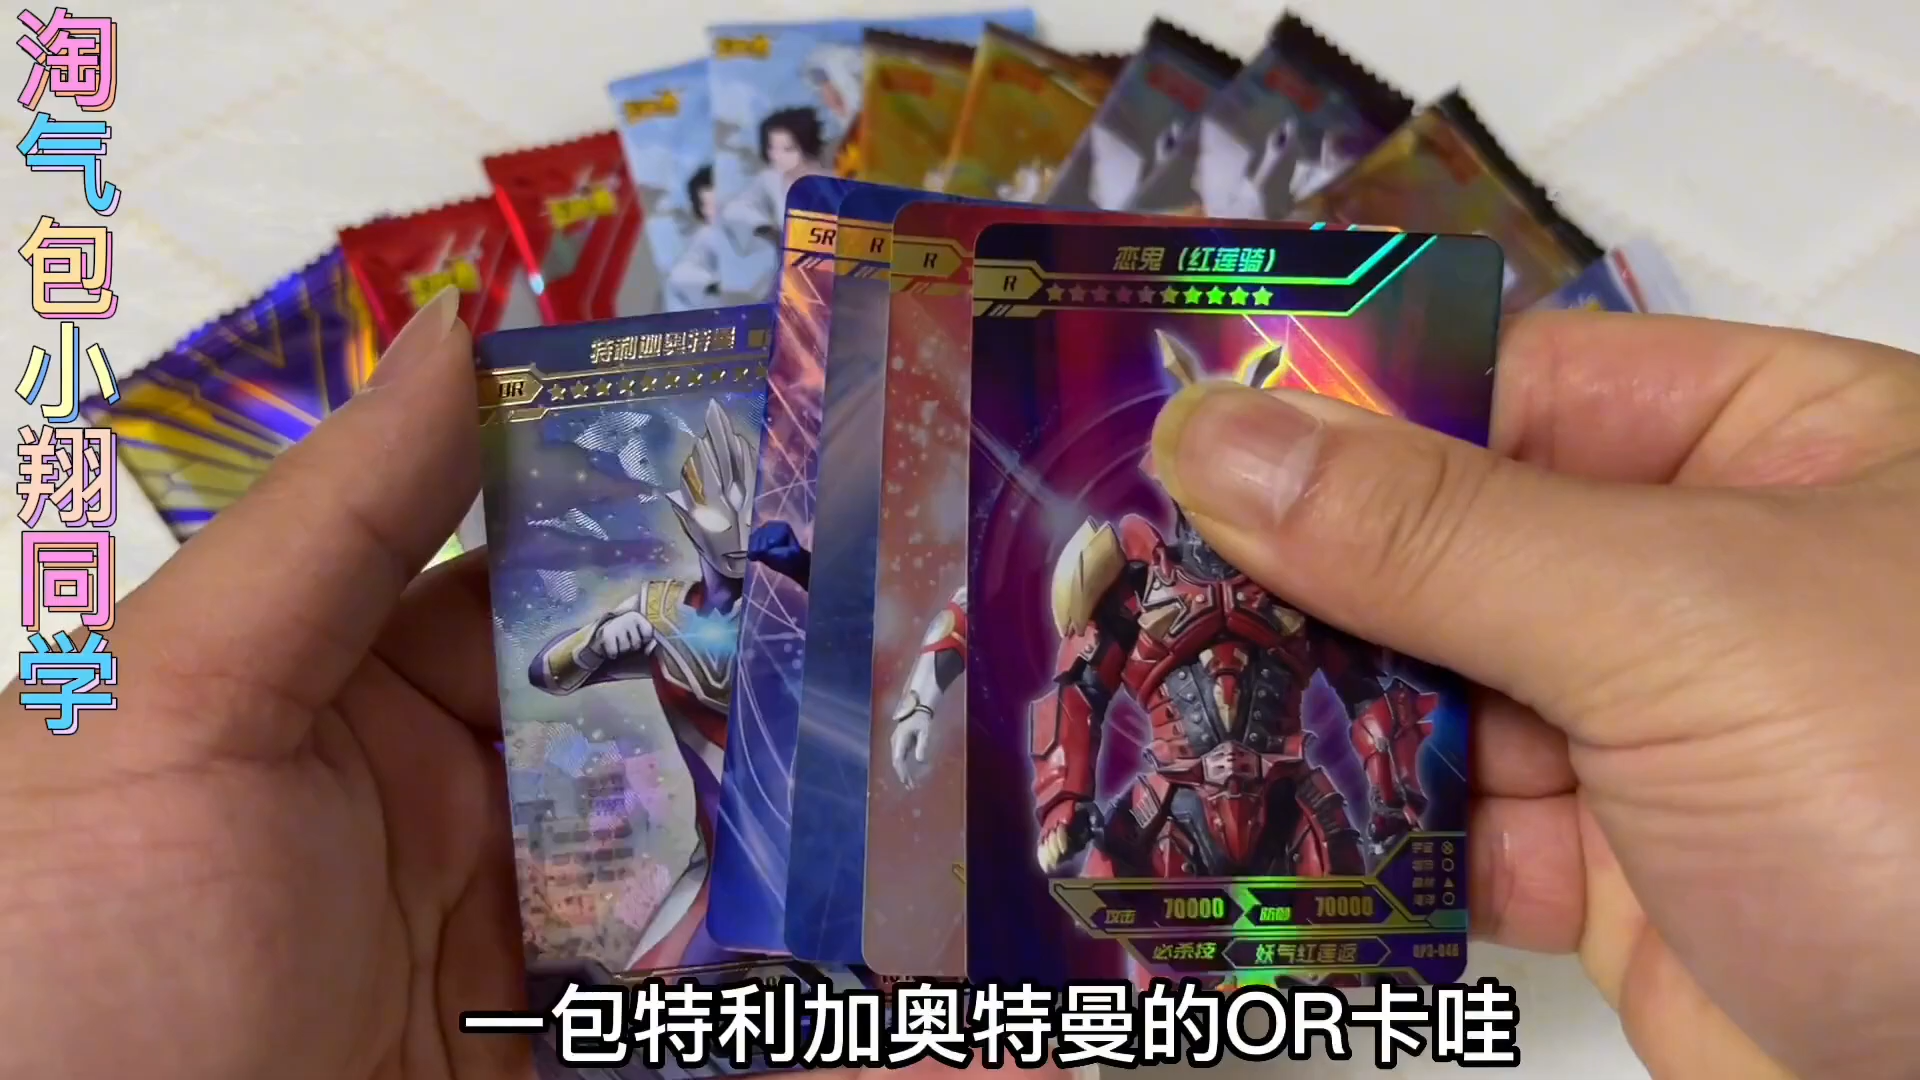 淘气包小翔同学
特利迦奥特曼
OR
SR
R
R
恋鬼（红莲骑）
R
攻击 70000 防御 70000
必杀技 妖气红莲返
一包特利加奥特曼的OR卡哇